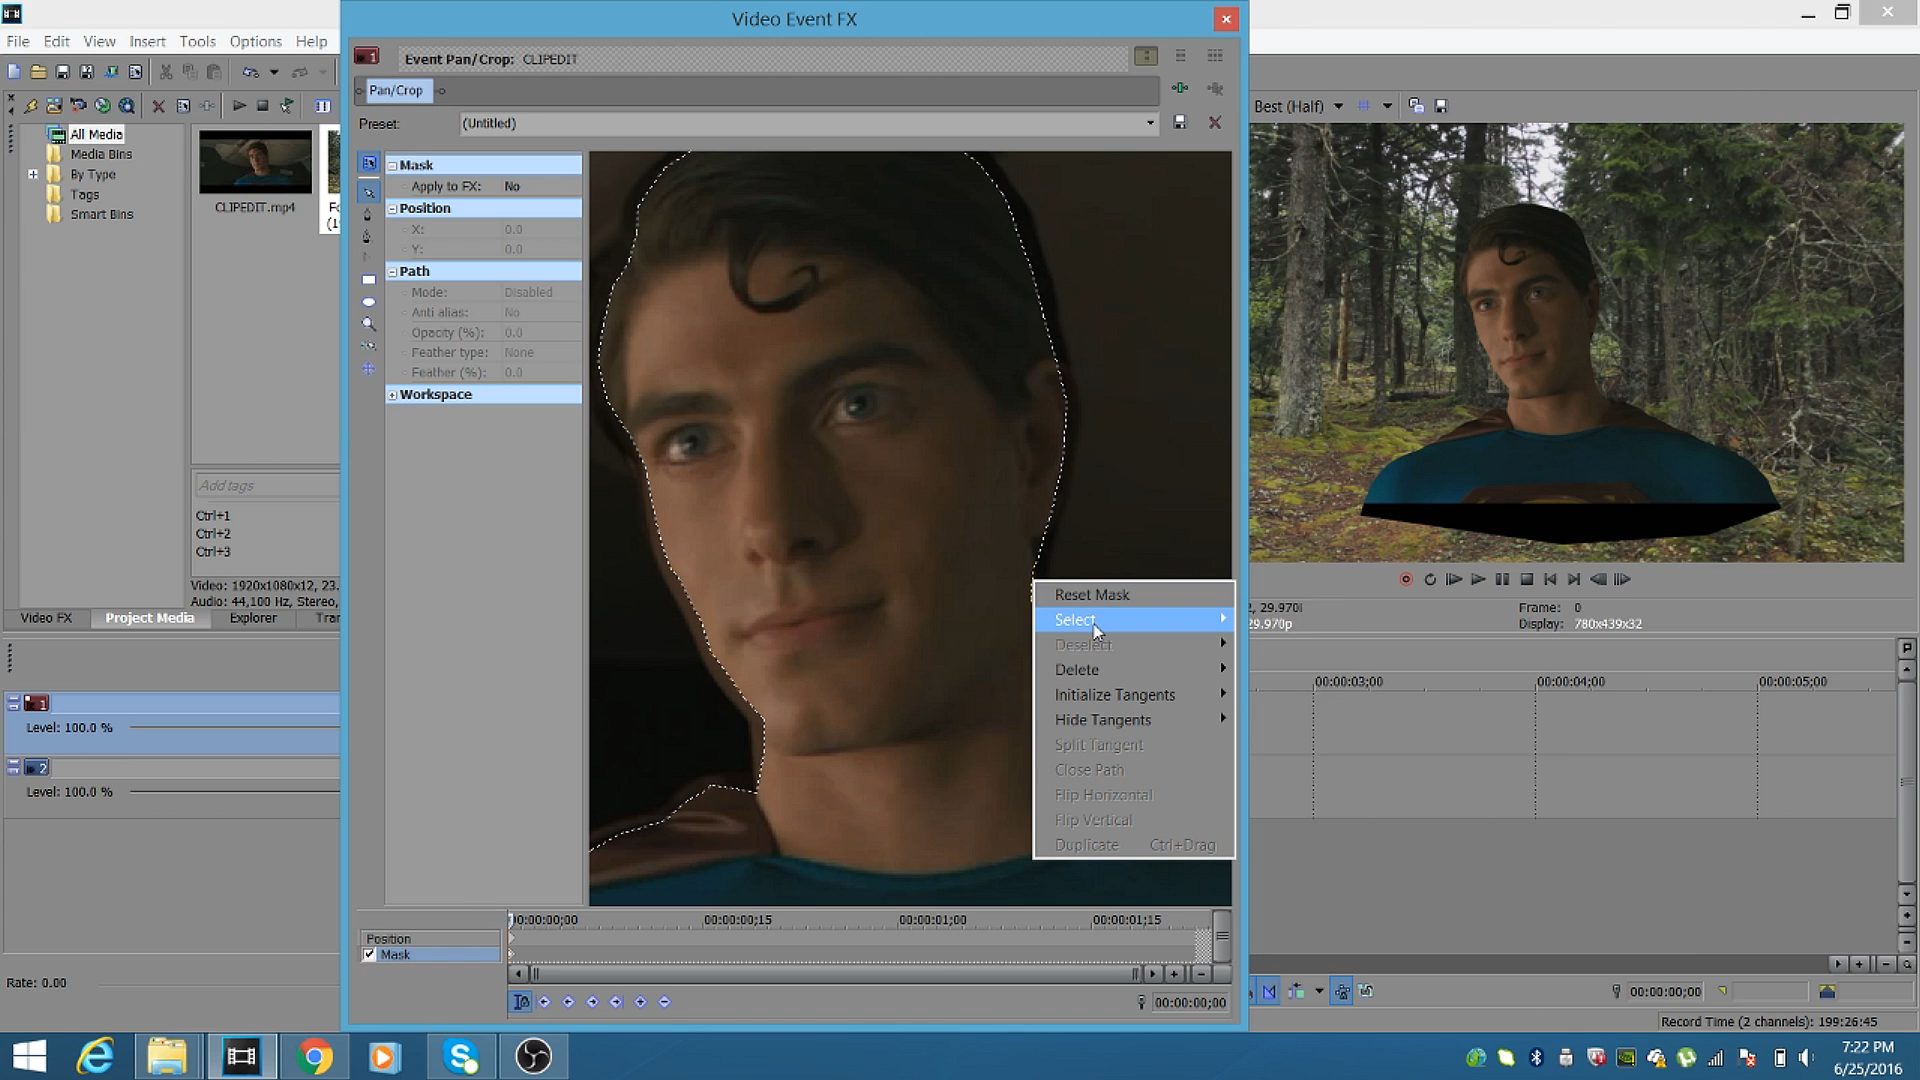 Video Event FX
File Edit View Insert Tools Options Help
1
Event Pan/Crop: CLIPEDIT
Pan/Crop
Preset: (Untitled)
Best (Half)
All Media
Media Bins
By Type
Tags
Smart Bins
CLIPEDIT.mp4
Mask
Apply to FX: No
Position
X: 0.0
Y: 0.0
Path
Mode: Disabled
Anti alias: No
Opacity (%): 0.0
Feather type: None
Feather (%): 0.0
Workspace
Add tags
Ctrl+1
Ctrl+2
Ctrl+3
Video: 1920x1080x12, 23.
Audio: 44,100 Hz, Stereo,
Video FX Project Media Explorer Tra
Reset Mask
Select
Deselect
Delete
Initialize Tangents
Hide Tangents
Split Tangent
Close Path
Flip Horizontal
Flip Vertical
Duplicate Ctrl+Drag
2, 29.970i
29.970p
Frame: 0
Display: 780x439x32
00:00:03;00 00:00:04;00 00:00:05;00
1
Level: 100.0 %
2
Level: 100.0 %
00:00:00;00 00:00:00;15 00:00:01;00 00:00:01;15
Position
Mask
00:00:00;00
Rate: 0.00
00:00:00;00
Record Time (2 channels): 199:26:45
7:22 PM
6/25/2016